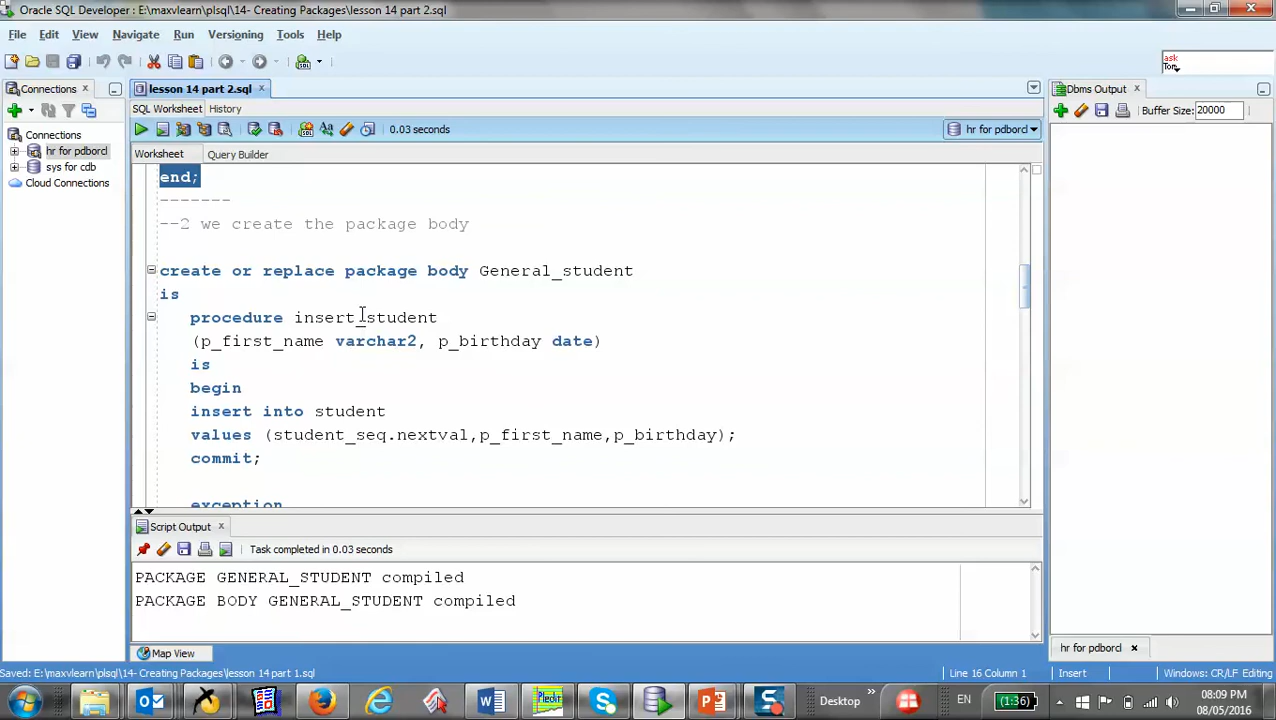 Oracle SQL Developer : E:\maxvlearn\plsql\14- Creating Packages\lesson 14 part 2.sql
File Edit View Navigate Run Versioning Tools Help
ask
Tom
Connections
lesson 14 part 2.sql
Dbms Output
SQL Worksheet History
Buffer Size: 20000
0.03 seconds
hr for pdborcl
Connections
hr for pdborcl
sys for cdb
Cloud Connections
Worksheet Query Builder
end;
-------
--2 we create the package body
create or replace package body General_student
is
procedure insert_student
(p_first_name varchar2, p_birthday date)
is
begin
insert into student
values (student_seq.nextval,p_first_name,p_birthday);
commit;
exception
Script Output
Task completed in 0.03 seconds
PACKAGE GENERAL_STUDENT compiled
PACKAGE BODY GENERAL_STUDENT compiled
Map View
hr for pdborcl
Saved: E:\maxvlearn\plsql\14- Creating Packages\lesson 14 part 1.sql
Line 16 Column 1
Insert
Windows: CR/LF Editing
Desktop
EN
(1:36)
08:09 PM
08/05/2016